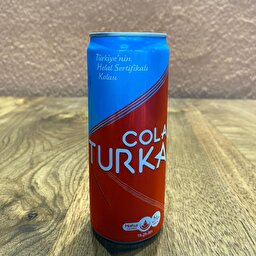 Türkiye'nin
Helal Sertifikalı
Kolası
COLA
TURKA